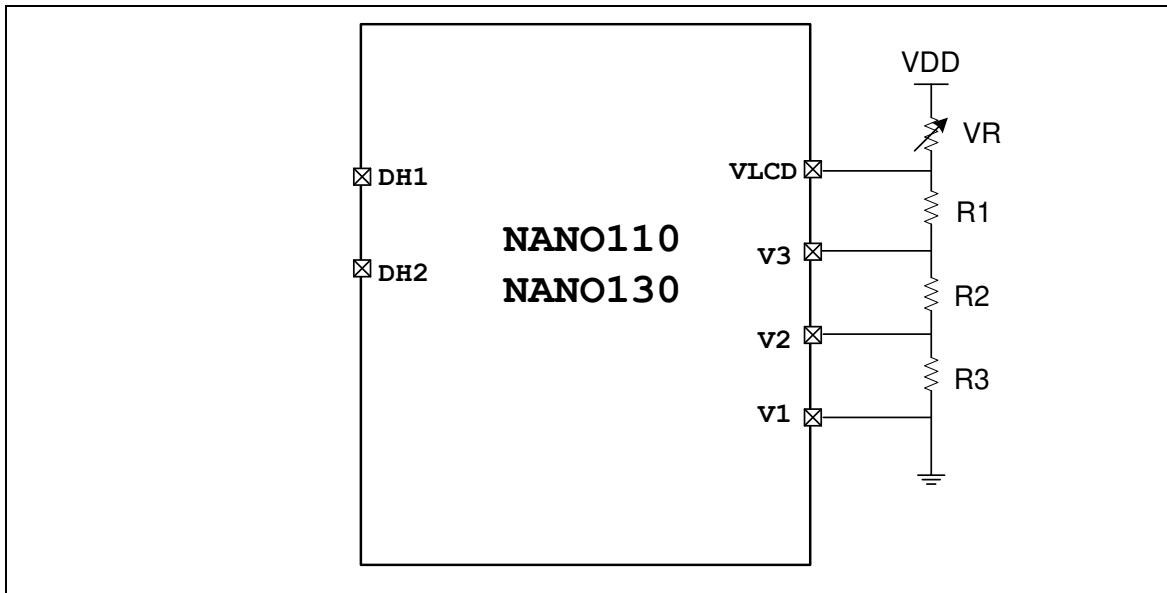 VDD
VR
DH1
VLCD
R1
NANO110
V3
DH2
NANO130
R2
V2
R3
V1